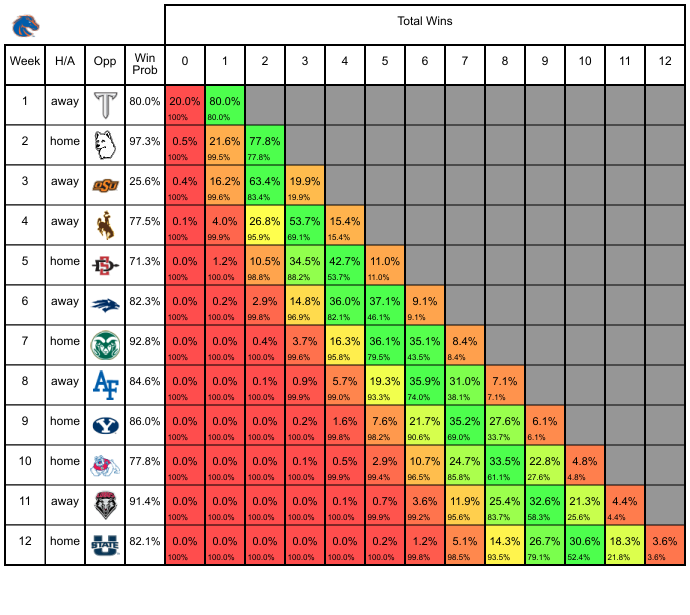 Total Wins
Week H/A Opp Win Prob 0 1 2 3 4 5 6 7 8 9 10 11 12
1 away T 80.0% 20.0% 80.0%
100% 80.0%
2 home 97.3% 0.5% 21.6% 77.8%
100% 99.5% 77.8%
3 away OSU 25.6% 0.4% 16.2% 63.4% 19.9%
100% 99.6% 83.4% 19.9%
4 away 77.5% 0.1% 4.0% 26.8% 53.7% 15.4%
100% 99.9% 95.9% 69.1% 15.4%
5 home SD 71.3% 0.0% 1.2% 10.5% 34.5% 42.7% 11.0%
100% 100.0% 98.8% 88.2% 53.7% 11.0%
6 away 82.3% 0.0% 0.2% 2.9% 14.8% 36.0% 37.1% 9.1%
100% 100.0% 99.8% 96.9% 82.1% 46.1% 9.1%
7 home 92.8% 0.0% 0.0% 0.4% 3.7% 16.3% 36.1% 35.1% 8.4%
100% 100.0% 100.0% 99.6% 95.8% 79.5% 43.5% 8.4%
8 away AF 84.6% 0.0% 0.0% 0.1% 0.9% 5.7% 19.3% 35.9% 31.0% 7.1%
100% 100.0% 100.0% 99.9% 99.0% 93.3% 74.0% 38.1% 7.1%
9 home Y 86.0% 0.0% 0.0% 0.0% 0.2% 1.6% 7.6% 21.7% 35.2% 27.6% 6.1%
100% 100.0% 100.0% 100.0% 99.8% 98.2% 90.6% 69.0% 33.7% 6.1%
10 home 77.8% 0.0% 0.0% 0.0% 0.1% 0.5% 2.9% 10.7% 24.7% 33.5% 22.8% 4.8%
100% 100.0% 100.0% 100.0% 99.9% 99.4% 96.5% 85.8% 61.1% 27.6% 4.8%
11 away 91.4% 0.0% 0.0% 0.0% 0.0% 0.1% 0.7% 3.6% 11.9% 25.4% 32.6% 21.3% 4.4%
100% 100.0% 100.0% 100.0% 100.0% 99.9% 99.2% 95.6% 83.7% 58.3% 25.6% 4.4%
12 home U STATE 82.1% 0.0% 0.0% 0.0% 0.0% 0.0% 0.2% 1.2% 5.1% 14.3% 26.7% 30.6% 18.3% 3.6%
100% 100.0% 100.0% 100.0% 100.0% 100.0% 99.8% 98.5% 93.5% 79.1% 52.4% 21.8% 3.6%